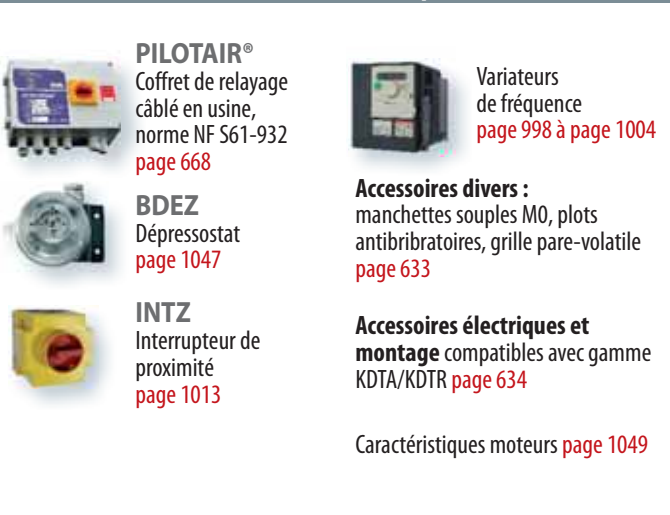 PILOTAIR®
Coffret de relayage
câblé en usine,
norme NF S61-932
page 668
BDEZ
Dépressostat
page 1047
INTZ
Interrupteur de
proximité
page 1013
Variateurs
de fréquence
page 998 à page 1004
Accessoires divers :
manchettes souples M0, plots
antibribratoires, grille pare-volatile
page 633
Accessoires électriques et
montage compatibles avec gamme
KDTA/KDTR page 634
Caractéristiques moteurs page 1049